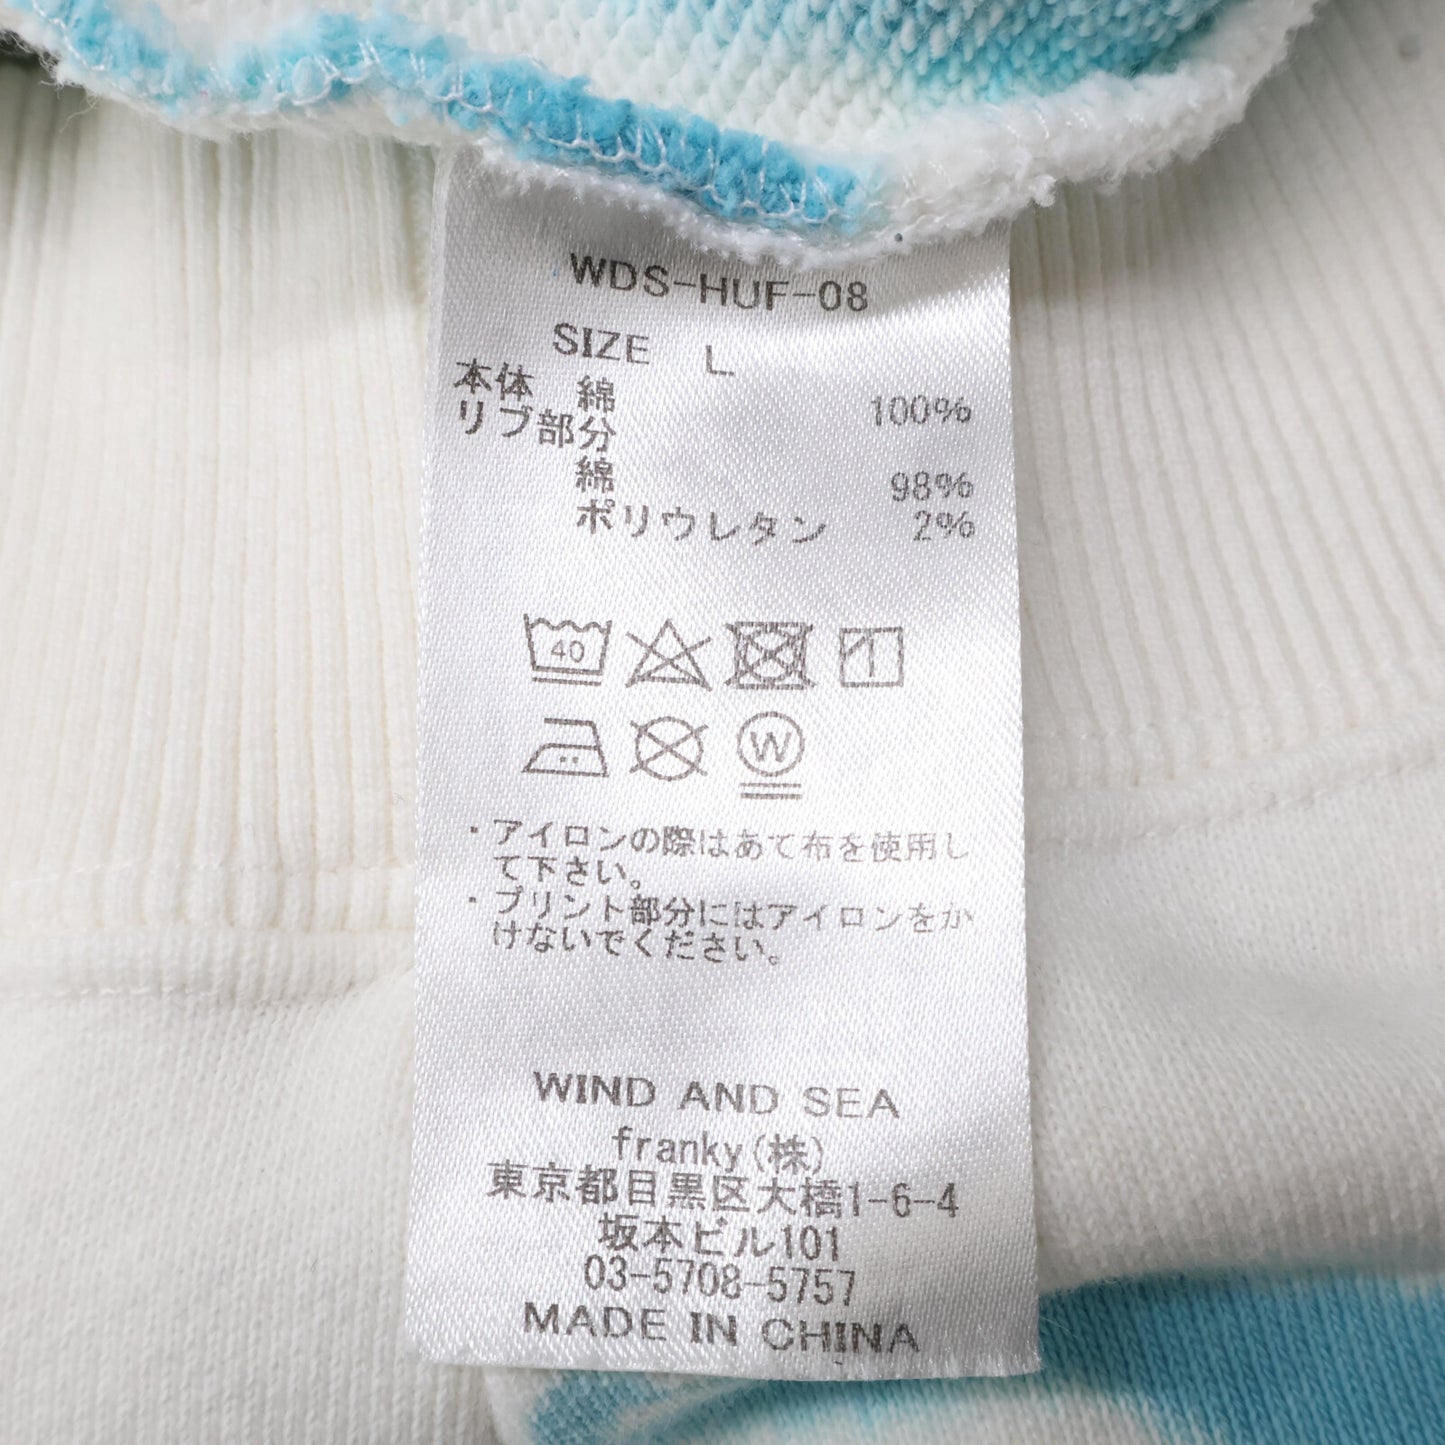 WDS-HUF-08
SIZE L
本体 綿 100%
リブ部分
綿 98%
ポリウレタン 2%
40
W
・アイロンの際はあて布を使用し
て下さい。
・プリント部分にはアイロンをか
けないでください。
WIND AND SEA
franky(株)
東京都目黒区大橋1-6-4
坂本ビル101
03-5708-5757
MADE IN CHINA